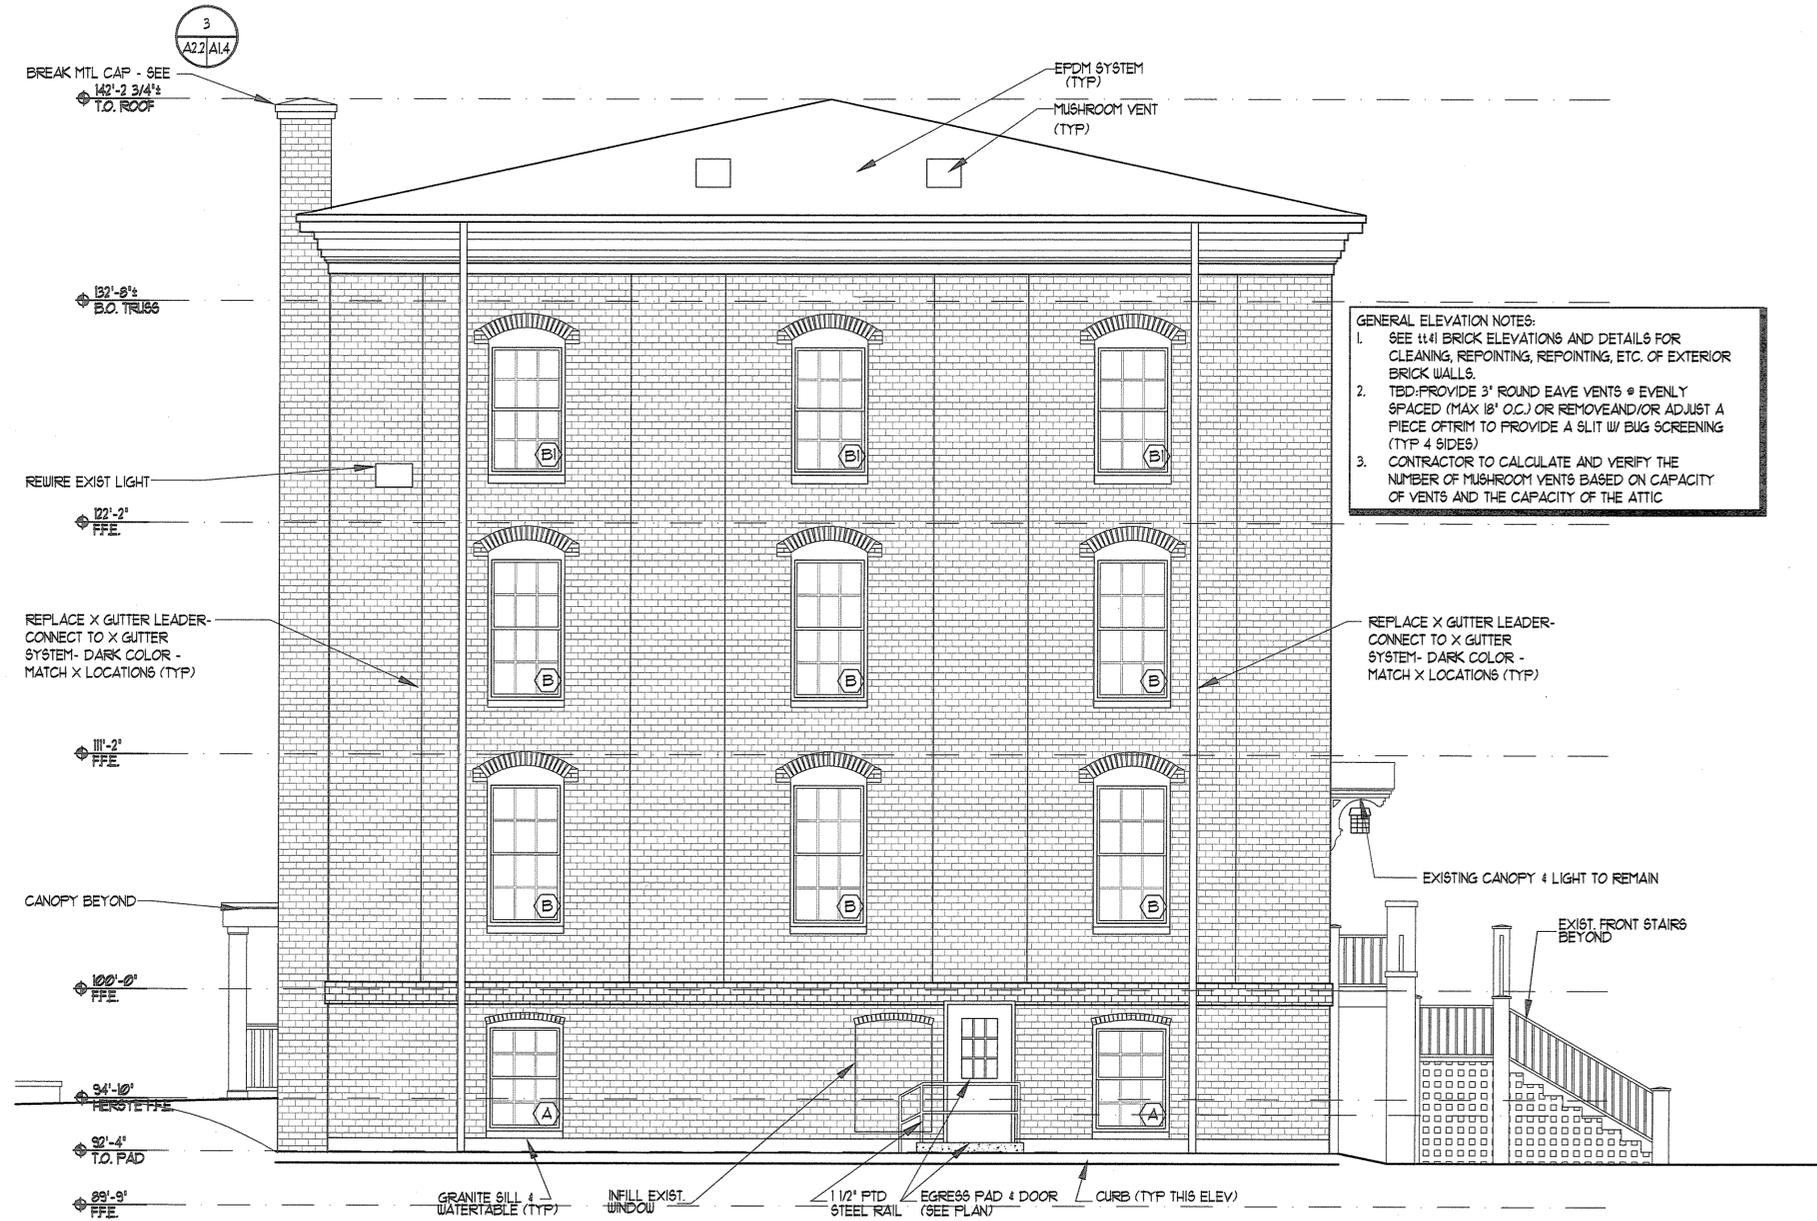 3
A2.2 A1.4
BREAK MTL CAP - SEE
142'-2 3/4"±
T.O. ROOF
EPDM SYSTEM
(TYP)
MUSHROOM VENT
(TYP)
132'-8"±
B.O. TRUSS
GENERAL ELEVATION NOTES:
1. SEE tt41 BRICK ELEVATIONS AND DETAILS FOR
CLEANING, REPOINTING, REPOINTING, ETC. OF EXTERIOR
BRICK WALLS.
2. TBD:PROVIDE 3" ROUND EAVE VENTS @ EVENLY
SPACED (MAX 18" O.C.) OR REMOVEAND/OR ADJUST A
PIECE OFTRIM TO PROVIDE A SLIT W/ BUG SCREENING
(TYP 4 SIDES)
3. CONTRACTOR TO CALCULATE AND VERIFY THE
NUMBER OF MUSHROOM VENTS BASED ON CAPACITY
OF VENTS AND THE CAPACITY OF THE ATTIC
B1 B1 B1
REWIRE EXIST LIGHT
122'-2"
F.F.E.
REPLACE X GUTTER LEADER-
CONNECT TO X GUTTER
SYSTEM- DARK COLOR -
MATCH X LOCATIONS (TYP)
REPLACE X GUTTER LEADER-
CONNECT TO X GUTTER
SYSTEM- DARK COLOR -
MATCH X LOCATIONS (TYP)
B B B
111'-2"
F.F.E.
EXISTING CANOPY & LIGHT TO REMAIN
CANOPY BEYOND
B B B
EXIST. FRONT STAIRS
BEYOND
100'-0"
F.F.E.
94'-10"
F.F.E.
A A
92'-4"
T.O. PAD
89'-9"
F.F.E.
GRANITE SILL &
WATERTABLE (TYP)
INFILL EXIST.
WINDOW
1 1/2" PTD
STEEL RAIL
EGRESS PAD & DOOR
(SEE PLAN)
CURB (TYP THIS ELEV)